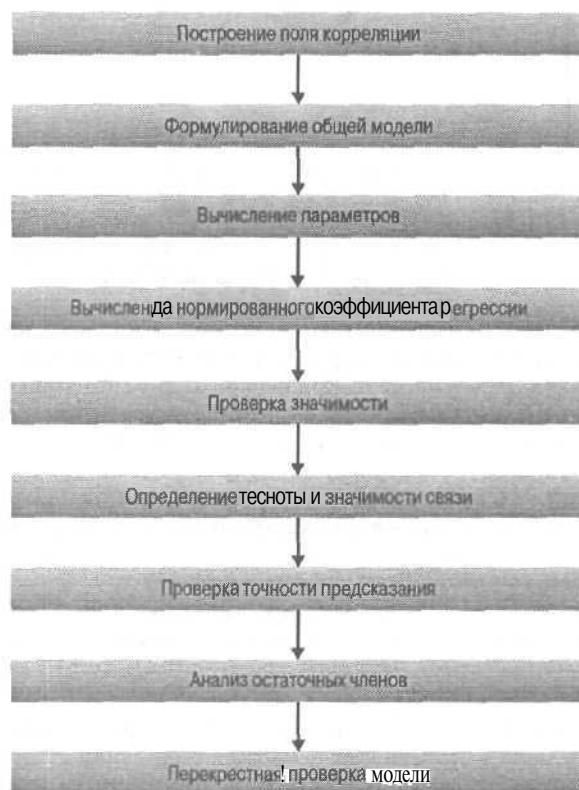 Построение поля корреляции
Формулирование общей модели
Вычисление параметров
Вычисленда нормированного коэффициента регрессии
Проверка значимости
Определение тесноты и значимости связи
Проверка точности предсказания
Анализ остаточных членов
Перекрестная! проверка модели